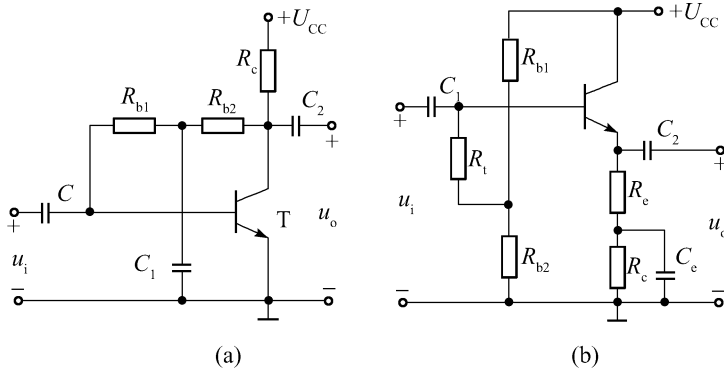 +U_CC
R_c
R_b1
R_b2
C_2
+
C
+
T
u_o
u_i
C_1
−
−
(a)
+U_CC
R_b1
C_1
+
R_t
C_2
+
R_e
u_i
R_b2
R_c
C_e
−
−
(b)